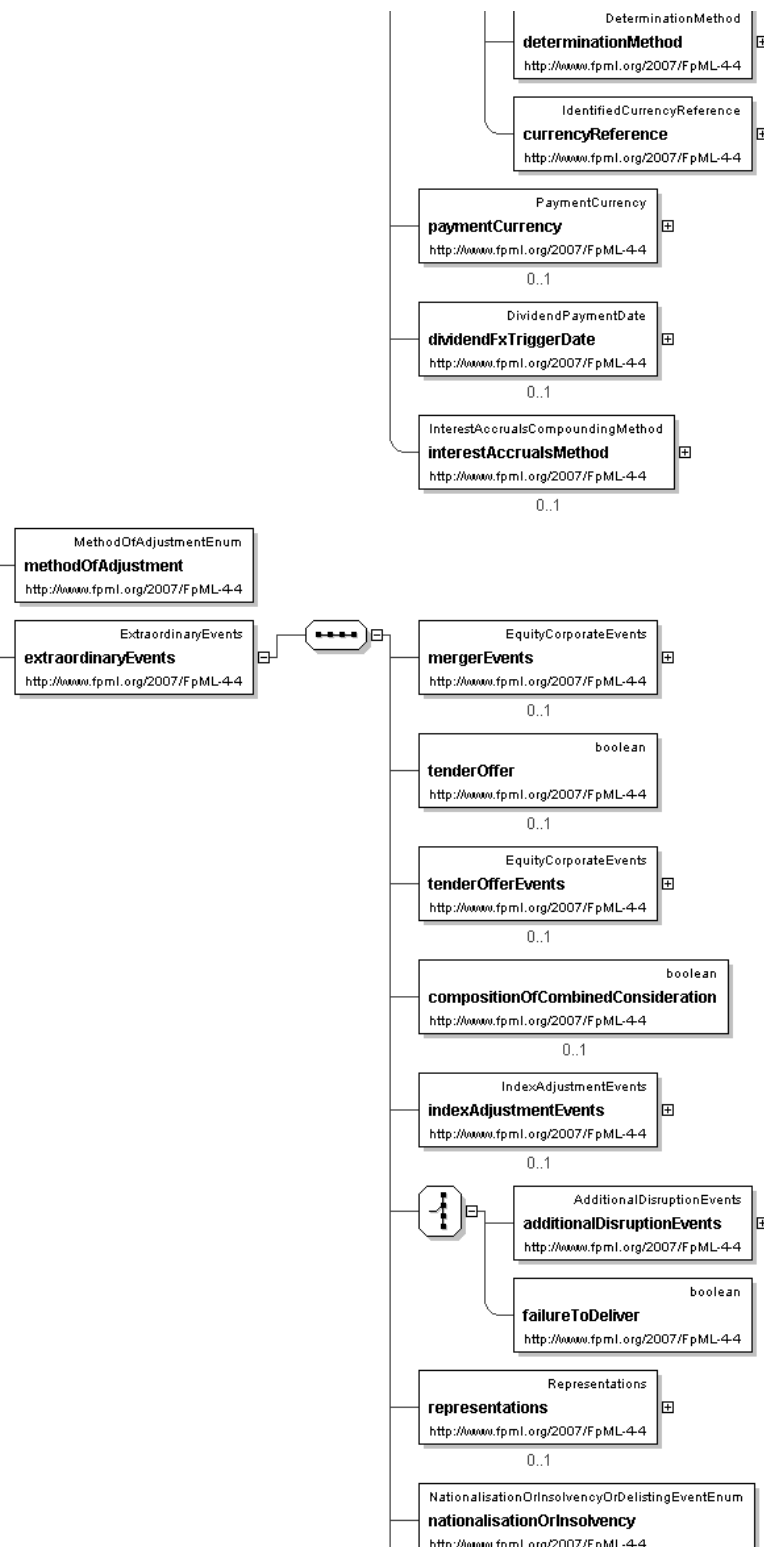 DeterminationMethod
determinationMethod
http://www.fpml.org/2007/FpML-4-4
IdentifiedCurrencyReference
currencyReference
http://www.fpml.org/2007/FpML-4-4
PaymentCurrency
paymentCurrency
http://www.fpml.org/2007/FpML-4-4
0..1
DividendPaymentDate
dividendFxTriggerDate
http://www.fpml.org/2007/FpML-4-4
0..1
InterestAccrualsCompoundingMethod
interestAccrualsMethod
http://www.fpml.org/2007/FpML-4-4
0..1
MethodOfAdjustmentEnum
methodOfAdjustment
http://www.fpml.org/2007/FpML-4-4
ExtraordinaryEvents
extraordinaryEvents
http://www.fpml.org/2007/FpML-4-4
EquityCorporateEvents
mergerEvents
http://www.fpml.org/2007/FpML-4-4
0..1
boolean
tenderOffer
http://www.fpml.org/2007/FpML-4-4
0..1
EquityCorporateEvents
tenderOfferEvents
http://www.fpml.org/2007/FpML-4-4
0..1
boolean
compositionOfCombinedConsideration
http://www.fpml.org/2007/FpML-4-4
0..1
IndexAdjustmentEvents
indexAdjustmentEvents
http://www.fpml.org/2007/FpML-4-4
0..1
AdditionalDisruptionEvents
additionalDisruptionEvents
http://www.fpml.org/2007/FpML-4-4
boolean
failureToDeliver
http://www.fpml.org/2007/FpML-4-4
Representations
representations
http://www.fpml.org/2007/FpML-4-4
0..1
NationalisationOrInsolvencyOrDelistingEventEnum
nationalisationOrInsolvency
http://www.fpml.org/2007/FpML-4-4